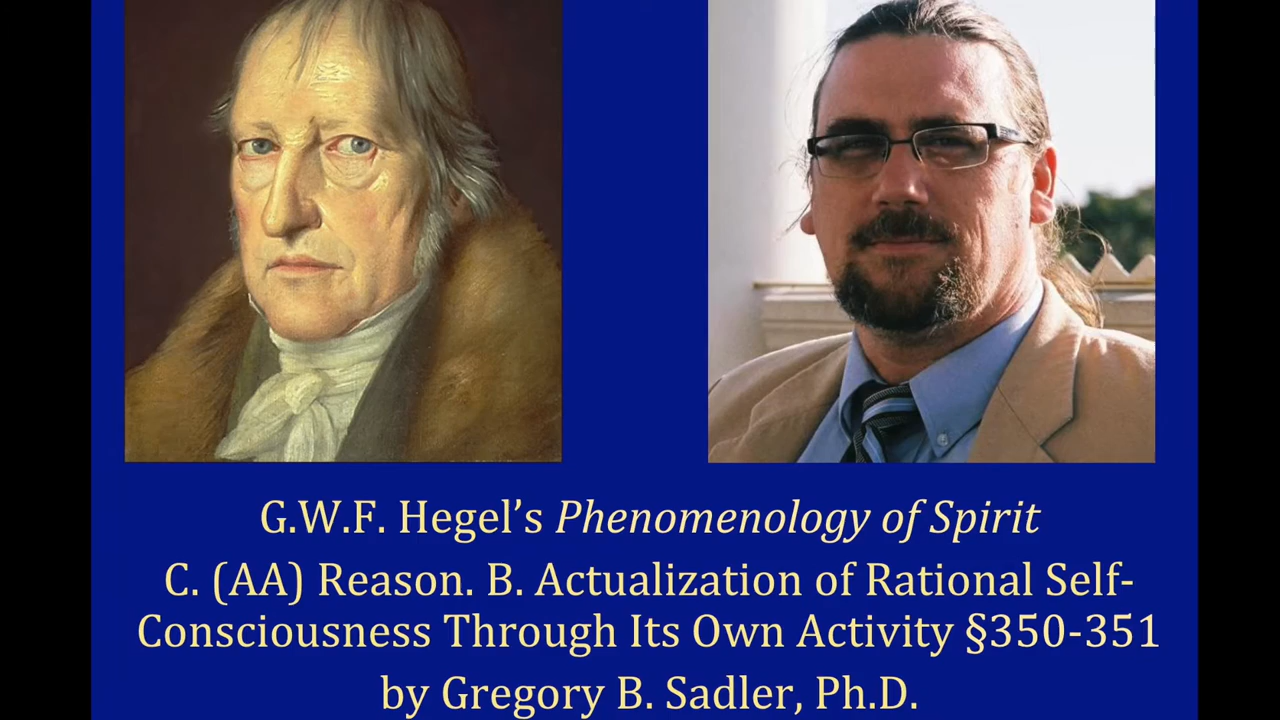 G.W.F. Hegel’s Phenomenology of Spirit
C. (AA) Reason. B. Actualization of Rational Self-
Consciousness Through Its Own Activity §350-351
by Gregory B. Sadler, Ph.D.